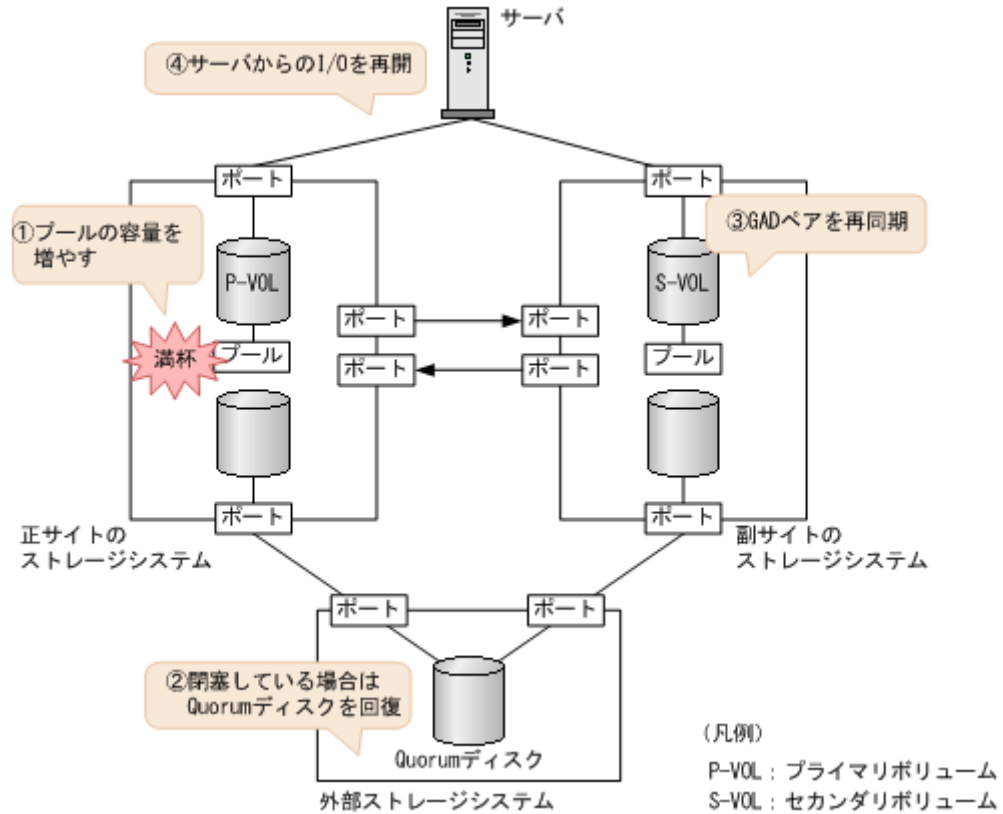 サーバ
④サーバからのI/Oを再開
ポート
ポート
①プールの容量を
増やす
③GADペアを再同期
P-VOL
S-VOL
ポート
ポート
満杯
プール
プール
ポート
ポート
ポート
ポート
正サイトの
ストレージシステム
副サイトの
ストレージシステム
ポート
ポート
②閉塞している場合は
Quorumディスクを回復
Quorumディスク
外部ストレージシステム
(凡例)
P-VOL：プライマリボリューム
S-VOL：セカンダリボリューム